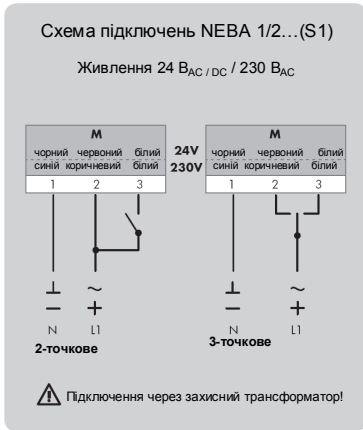 Схема підключень NEBA 1/2...(S1)
Живлення 24 В AC / DC / 230 В AC
M
чорний червоний білий
синій коричневий білий
1 2 3
24V
230V
M
чорний червоний білий
синій коричневий білий
1 2 3
⊥ ~
− +
N L1
2-точкове
⊥ ~
− +
N L1
3-точкове
Підключення через захисний трансформатор!